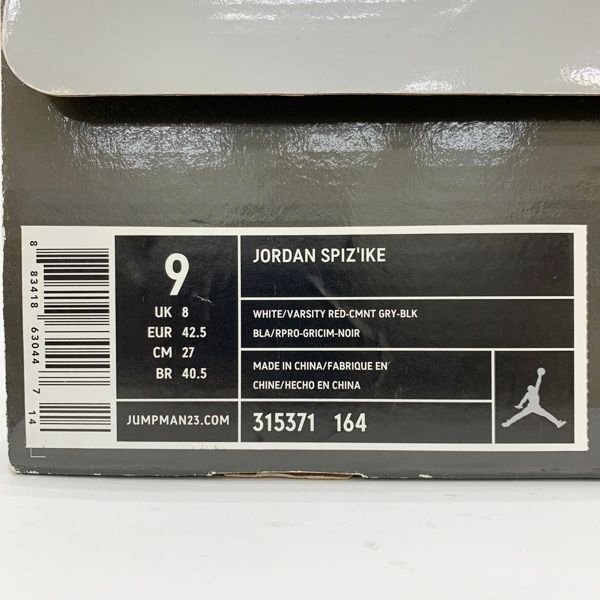 8 83418 63044 7 14
9
UK 8
EUR 42.5
CM 27
BR 40.5
JUMPMAN23.COM
JORDAN SPIZ'IKE
WHITE/VARSITY RED-CMNT GRY-BLK
BLA/RPRO-GRICIM-NOIR
MADE IN CHINA/FABRIQUE EN
CHINE/HECHO EN CHINA
315371 164